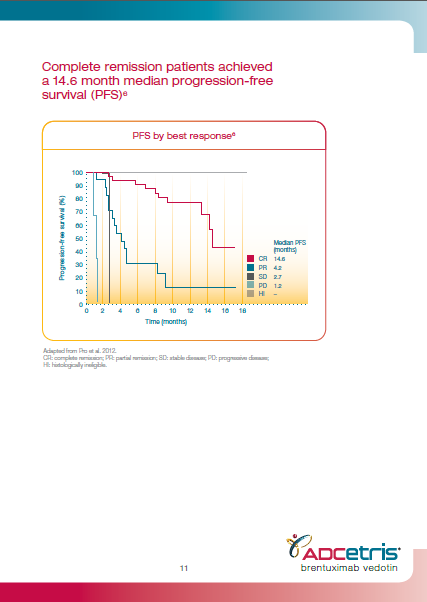 Complete remission patients achieved
a 14.6 month median progression-free
survival (PFS)⁶
PFS by best response⁶
Progression-free survival (%)
100
90
80
70
60
50
40
30
20
10
0
0 2 4 6 8 10 12 14 16 18
Time (months)
Median PFS
(months)
CR 14.6
PR 4.2
SD 2.7
PD 1.2
HI –
Adapted from Pro et al. 2012.
CR: complete remission; PR: partial remission; SD: stable disease; PD: progressive disease;
HI: histologically ineligible.
ADCetris
brentuximab vedotin
11